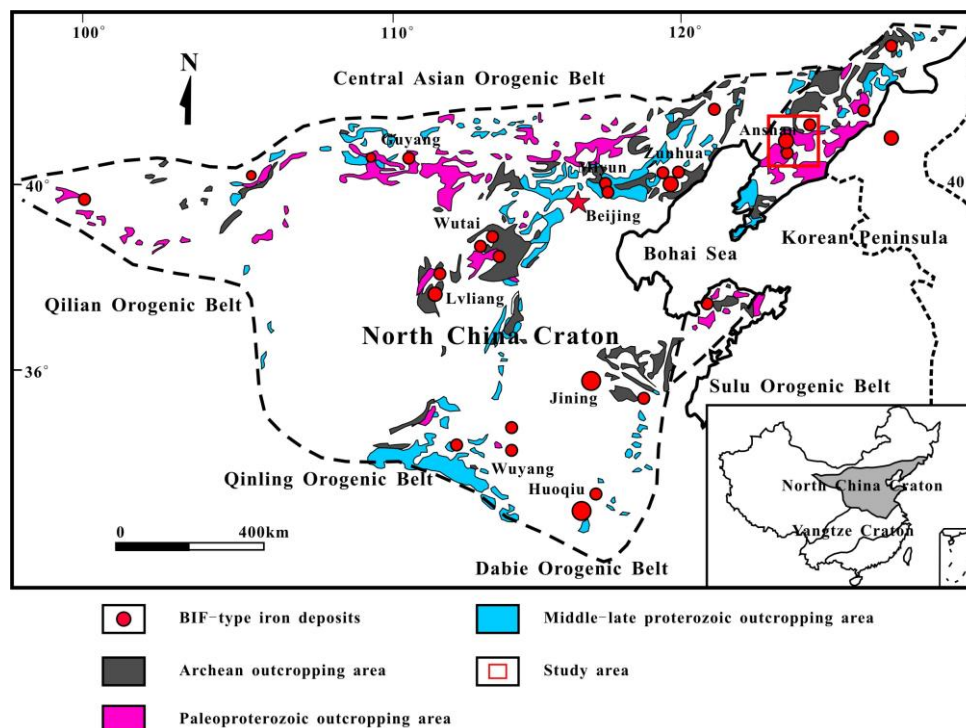 100°
110°
120°
N
Central Asian Orogenic Belt
Guyang
Anshan
Zunhua
40°
40
Beijing
Wutai
Bohai Sea
Korean Peninsula
Qilian Orogenic Belt
Lvliang
North China Craton
36°
Jining
Sulu Orogenic Belt
Qinling Orogenic Belt
Wuyang
Huoqiu
North China Craton
Yangtze Craton
0
400km
Dabie Orogenic Belt
BIF-type iron deposits
Middle-late proterozoic outcropping area
Archean outcropping area
Study area
Paleoproterozoic outcropping area